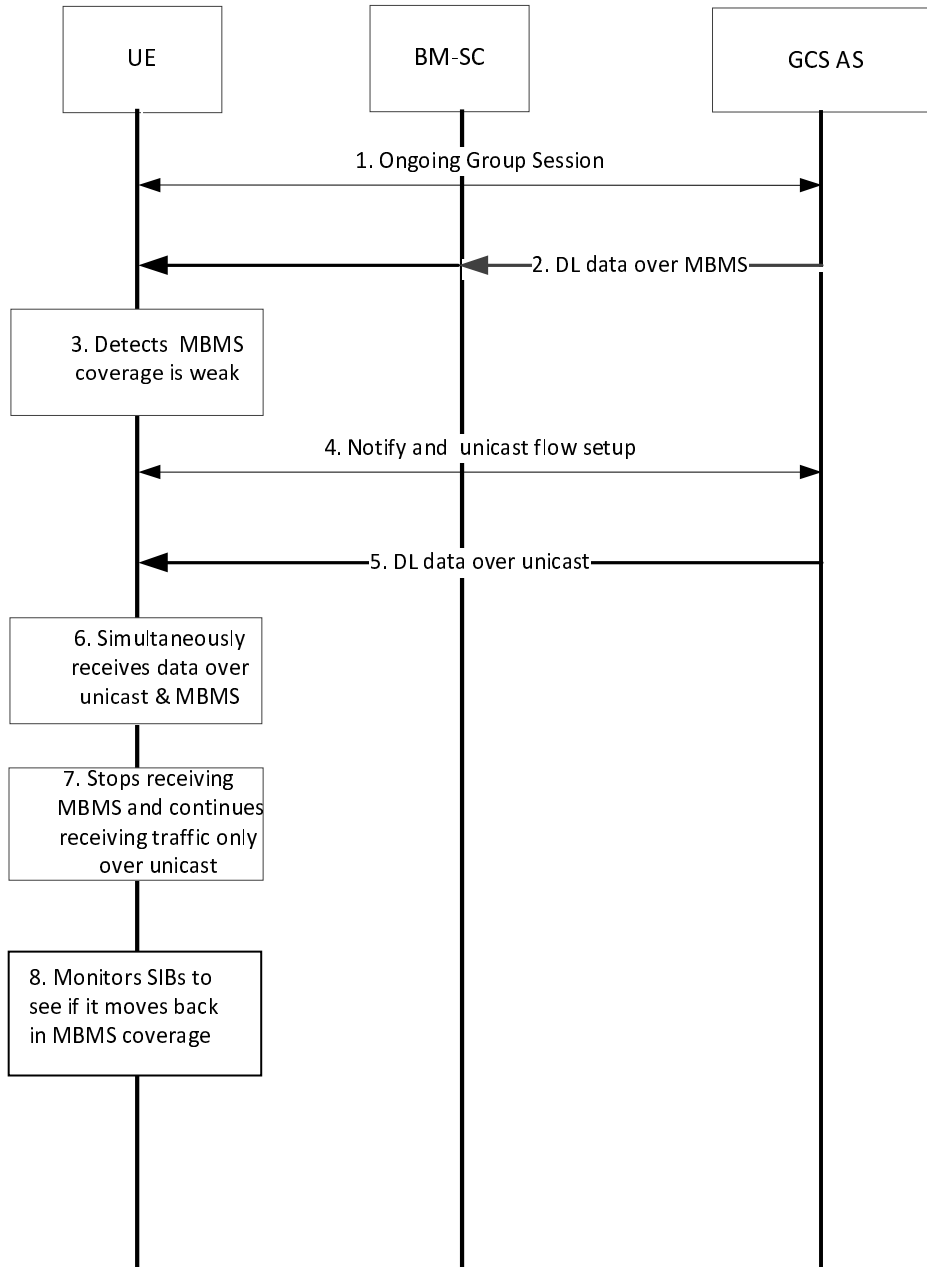 UE
BM-SC
GCS AS
1. Ongoing Group Session
2. DL data over MBMS
3. Detects MBMS
coverage is weak
4. Notify and unicast flow setup
5. DL data over unicast
6. Simultaneously
receives data over
unicast & MBMS
7. Stops receiving
MBMS and continues
receiving traffic only
over unicast
8. Monitors SIBs to
see if it moves back
in MBMS coverage